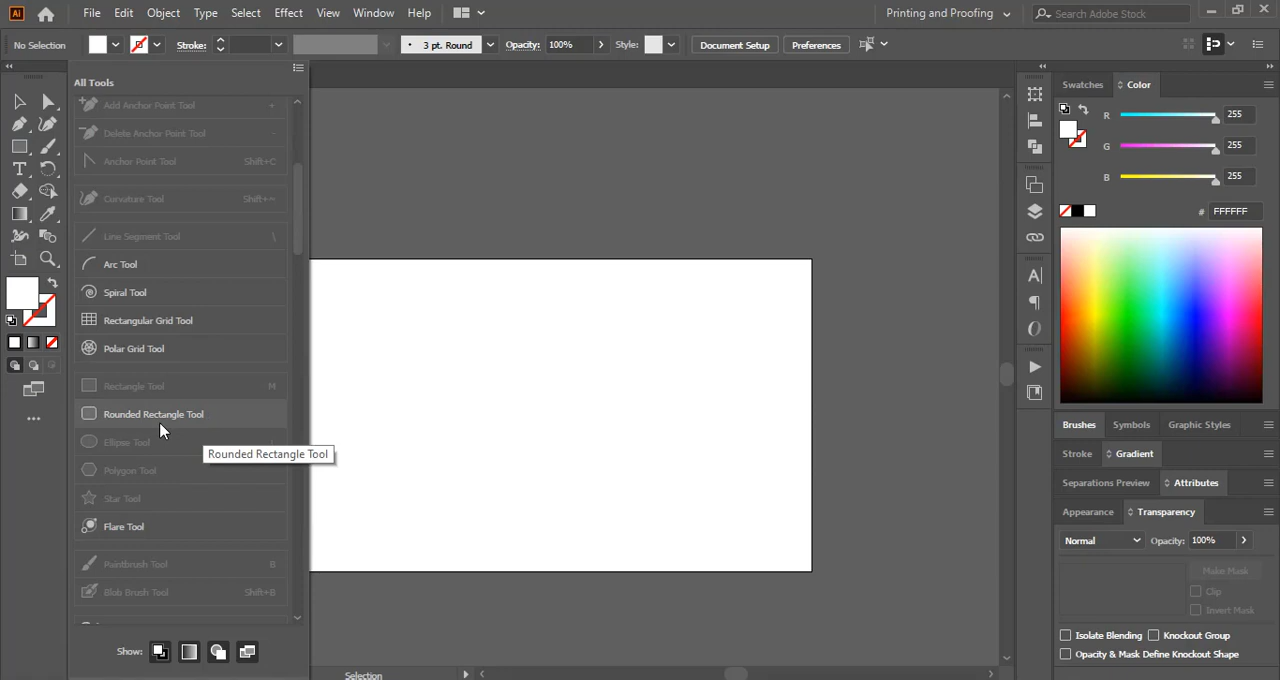 Ai File Edit Object Type Select Effect View Window Help Printing and Proofing Search Adobe Stock
No Selection Stroke: 3 pt. Round Opacity: 100% Style: Document Setup Preferences
All Tools
Add Anchor Point Tool +
Delete Anchor Point Tool -
Anchor Point Tool Shift+C
Curvature Tool Shift+~
Line Segment Tool \
Arc Tool
Spiral Tool
Rectangular Grid Tool
Polar Grid Tool
Rectangle Tool M
Rounded Rectangle Tool
Ellipse Tool
Rounded Rectangle Tool
Polygon Tool
Star Tool
Flare Tool
Paintbrush Tool B
Blob Brush Tool Shift+B
Show:
Selection
Swatches Color
R 255
G 255
B 255
# FFFFFF
Brushes Symbols Graphic Styles
Stroke Gradient
Separations Preview Attributes
Appearance Transparency
Normal Opacity: 100%
Make Mask
Clip
Invert Mask
Isolate Blending Knockout Group
Opacity & Mask Define Knockout Shape